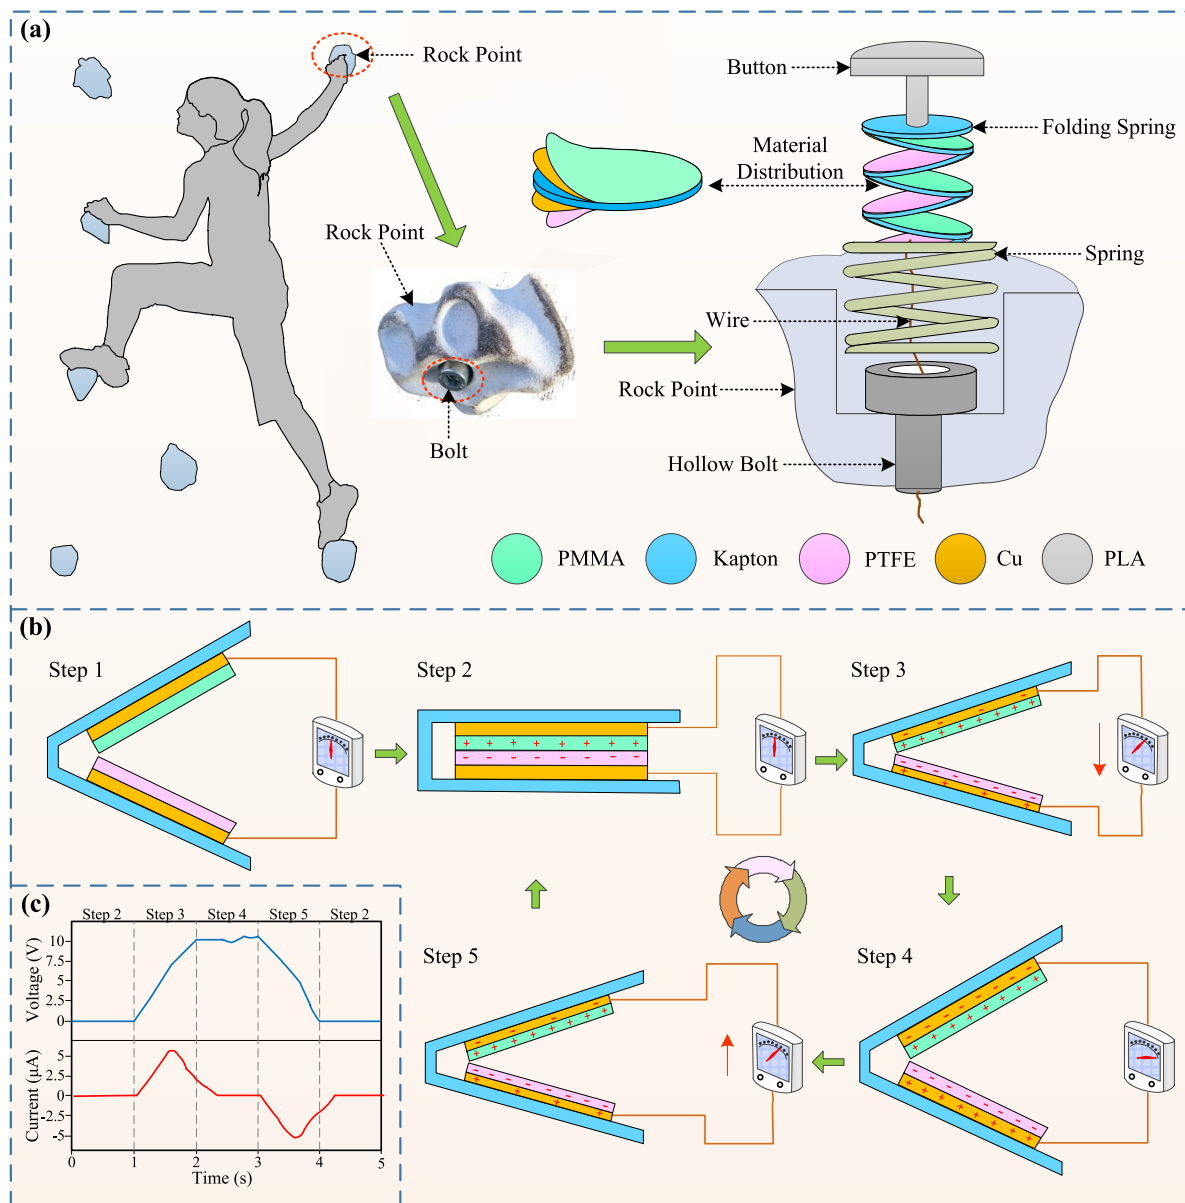 (a)
Rock Point
Button
Folding Spring
Material
Distribution
Rock Point
Spring
Wire
Rock Point
Bolt
Hollow Bolt
PMMA
Kapton
PTFE
Cu
PLA
(b)
Step 1
Step 2
Step 3
Step 5
Step 4
(c)
Step 2 Step 3 Step 4 Step 5 Step 2
Voltage (V)
10
7.5
5
2.5
0
Current (μA)
5
2.5
0
-2.5
-5
0 1 2 3 4 5
Time (s)